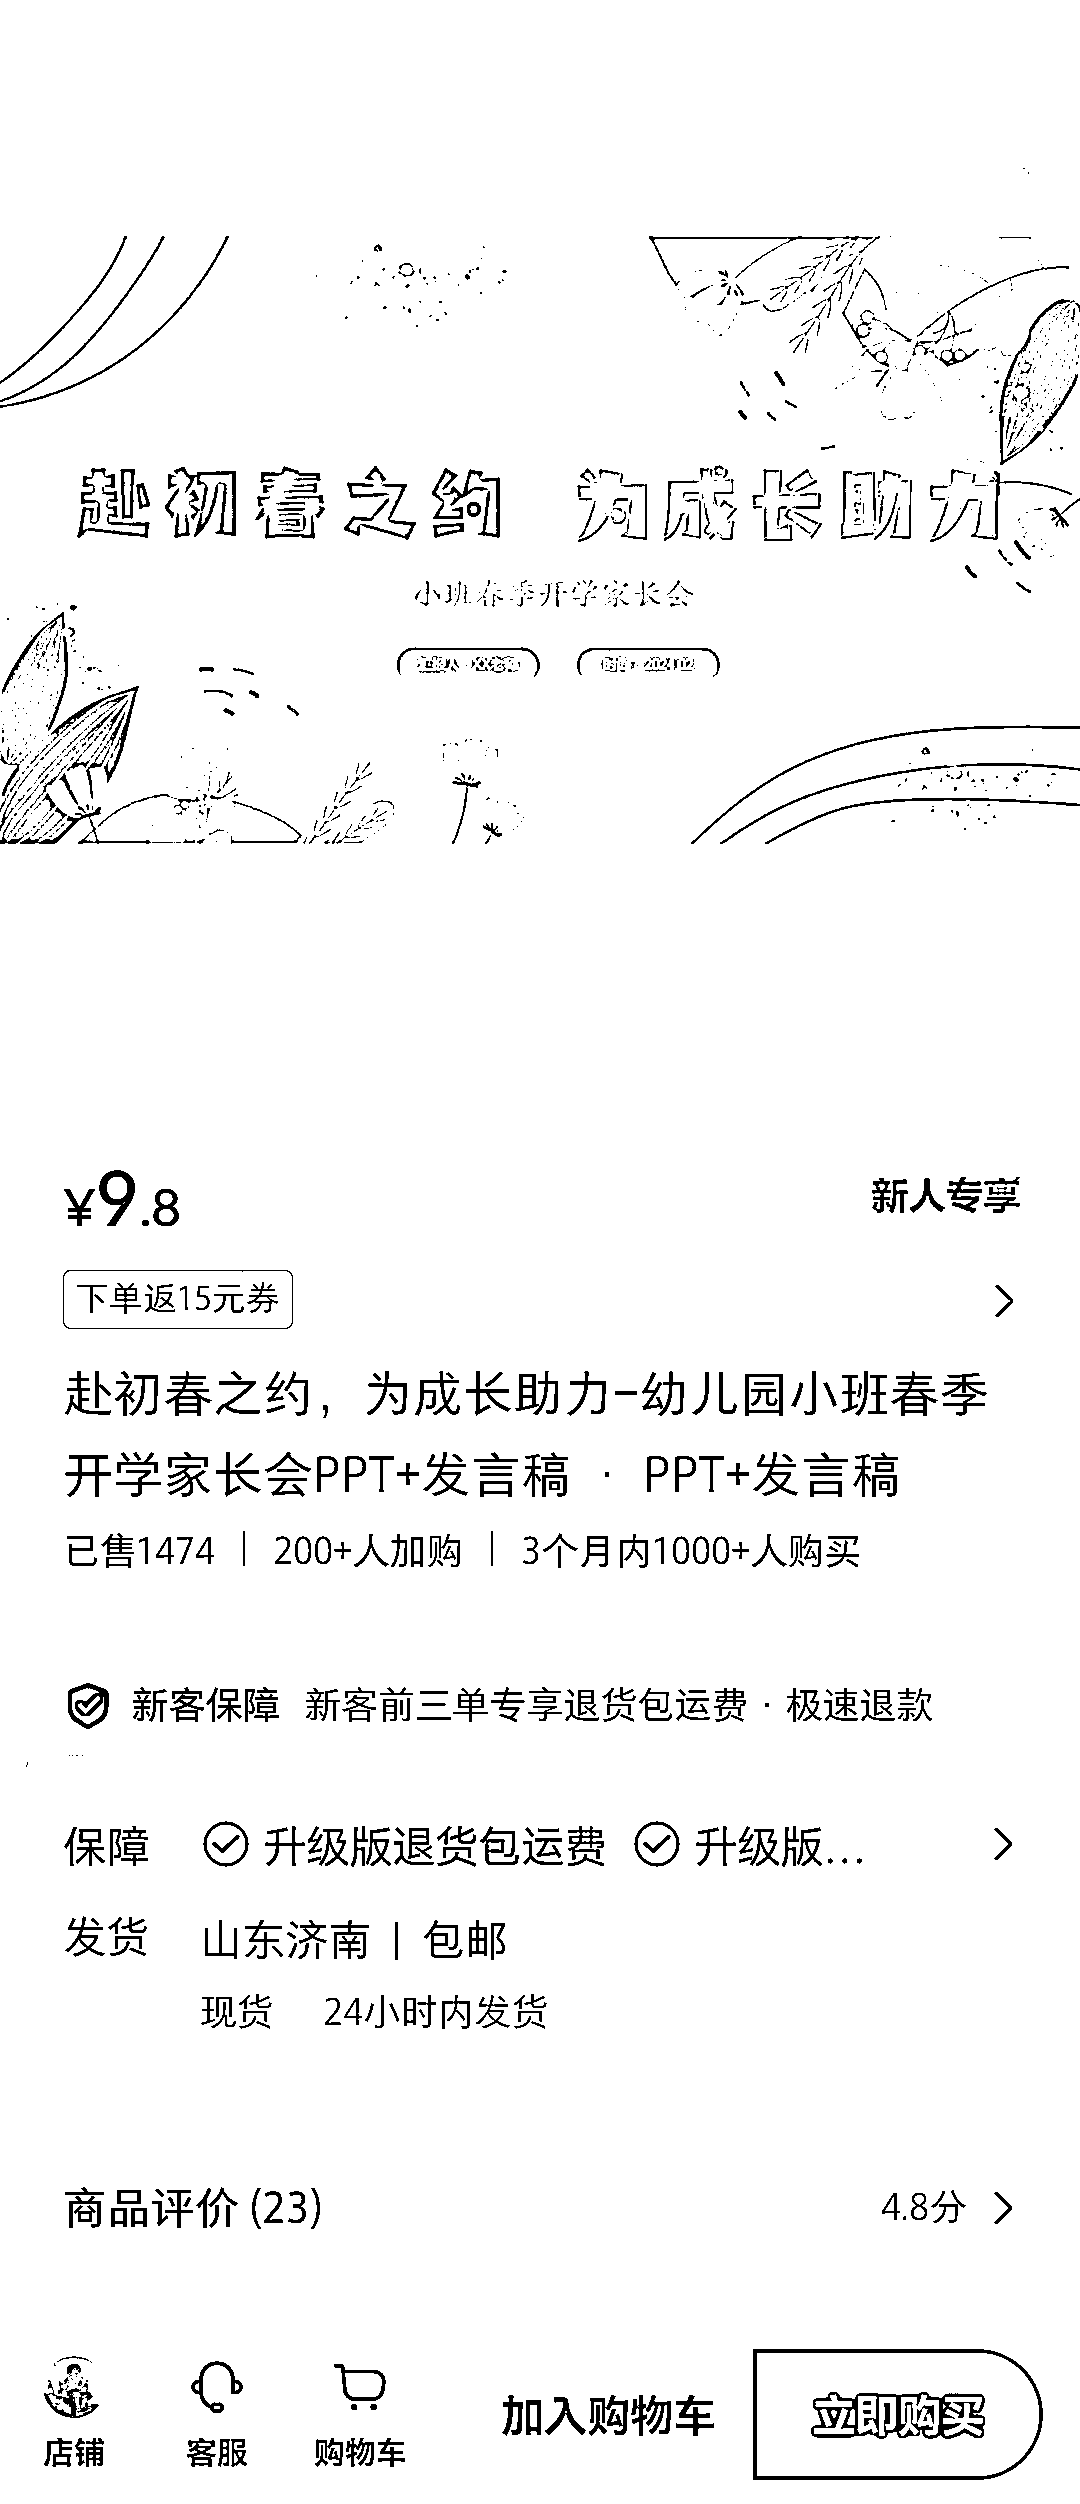 赴初春之约 为成长助力
小班春季开学家长会
¥9.8
新人专享
下单返15元券
赴初春之约，为成长助力-幼儿园小班春季
开学家长会PPT+发言稿 · PPT+发言稿
已售1474 | 200+人加购 | 3个月内1000+人购买
新客保障 新客前三单专享退货包运费 · 极速退款
保障 升级版退货包运费 升级版...
发货 山东济南 | 包邮
现货 24小时内发货
商品评价 (23) 4.8分
店铺 客服 购物车 加入购物车 立即购买